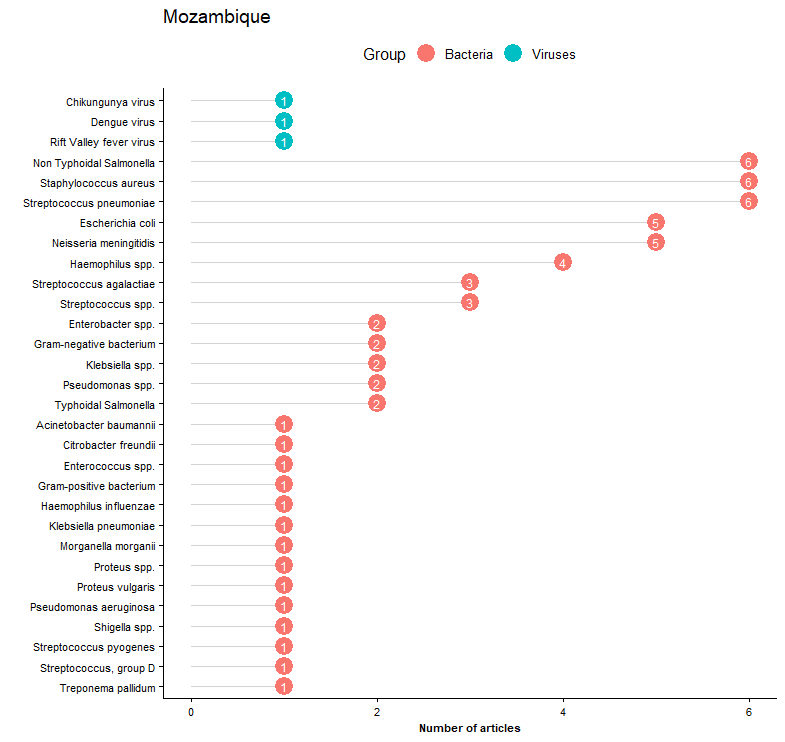 Mozambique
Group Bacteria Viruses
Chikungunya virus 1
Dengue virus 1
Rift Valley fever virus 1
Non Typhoidal Salmonella 6
Staphylococcus aureus 6
Streptococcus pneumoniae 6
Escherichia coli 5
Neisseria meningitidis 5
Haemophilus spp. 4
Streptococcus agalactiae 3
Streptococcus spp. 3
Enterobacter spp. 2
Gram-negative bacterium 2
Klebsiella spp. 2
Pseudomonas spp. 2
Typhoidal Salmonella 2
Acinetobacter baumannii 1
Citrobacter freundii 1
Enterococcus spp. 1
Gram-positive bacterium 1
Haemophilus influenzae 1
Klebsiella pneumoniae 1
Morganella morganii 1
Proteus spp. 1
Proteus vulgaris 1
Pseudomonas aeruginosa 1
Shigella spp. 1
Streptococcus pyogenes 1
Streptococcus, group D 1
Treponema pallidum 1
0 2 4 6
Number of articles